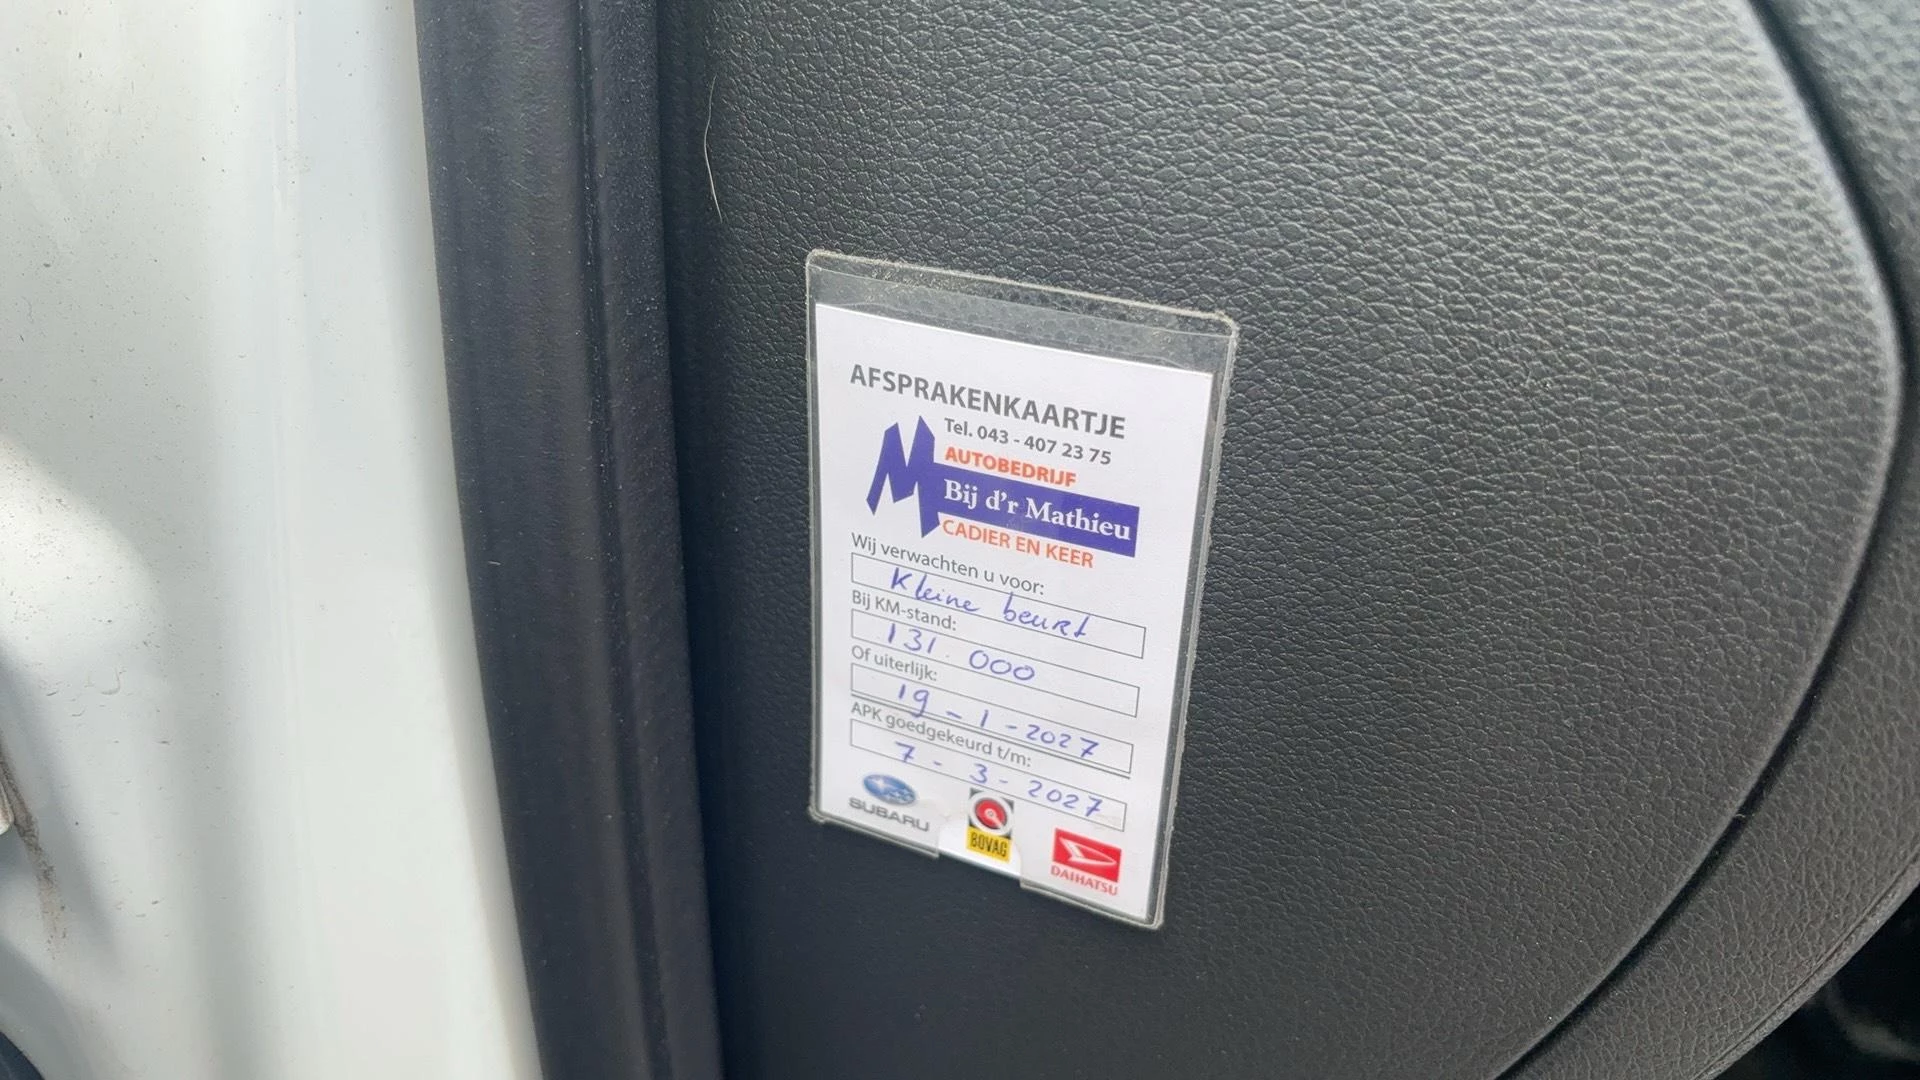 AFSPRAKENKAARTJE
Tel. 043 - 407 23 75
AUTOBEDRIJF
Bij d'r Mathieu
CADIER EN KEER
Wij verwachten u voor:
Kleine beurt
Bij KM-stand:
131.000
Of uiterlijk:
19-1-2027
APK goedgekeurd t/m:
7-3-2027
SUBARU
BOVAG
DAIHATSU